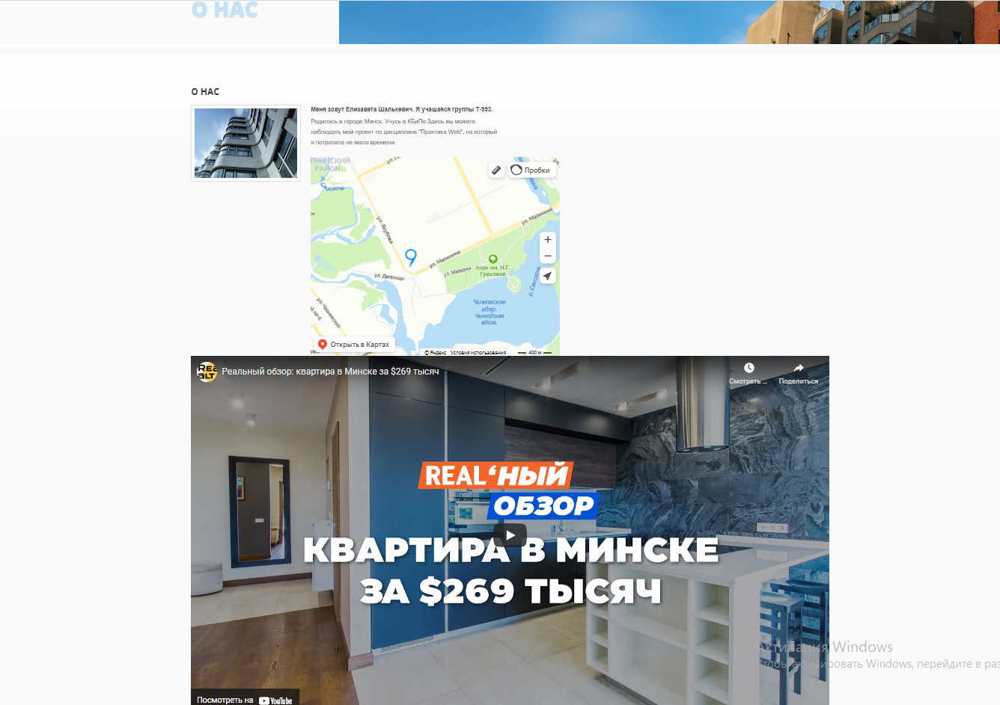 О НАС
О НАС
Меня зовут Елизавета Шалькевич. Я учащаяся группы Т-993.
Родилась в городе Минск. Учусь в КБиПе.Здесь вы можете
наблюдать мой проект по дисциплине "Практика Web", на который
я потратила не мало времени.
ЕНИНСКИЙ
РАЙОН
р. Свислочь
Пробки
ул. Малинина
ул. Якубова
ул. Малинина
ул. Маякина
парк им. Н.Г.
Грековой
ул. Дворищи
р. Свислочь
ул. Чижевских
Чижовское
вдхр.
Чыжоўскае
вдсх.
Открыть в Картах
© Яндекс Условия использования
400 м
Реальный обзор: квартира в Минске за $269 тысяч
Смотреть ...
Поделиться
REAL'НЫЙ
ОБЗОР
КВАРТИРА В МИНСКЕ
ЗА $269 ТЫСЯЧ
Активация Windows
Чтобы активировать Windows, перейдите в раз
Посмотреть на YouTube